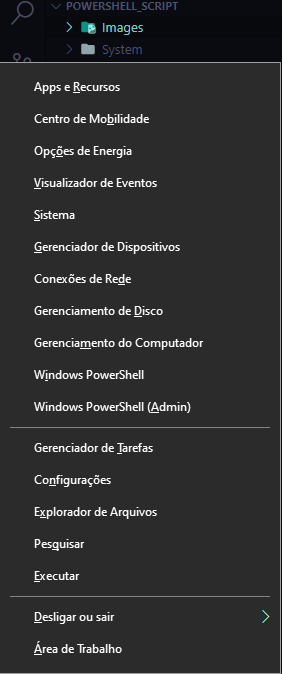 POWERSHELL_SCRIPT
Images
System
Apps e Recursos
Centro de Mobilidade
Opções de Energia
Visualizador de Eventos
Sistema
Gerenciador de Dispositivos
Conexões de Rede
Gerenciamento de Disco
Gerenciamento do Computador
Windows PowerShell
Windows PowerShell (Admin)
Gerenciador de Tarefas
Configurações
Explorador de Arquivos
Pesquisar
Executar
Desligar ou sair
Área de Trabalho